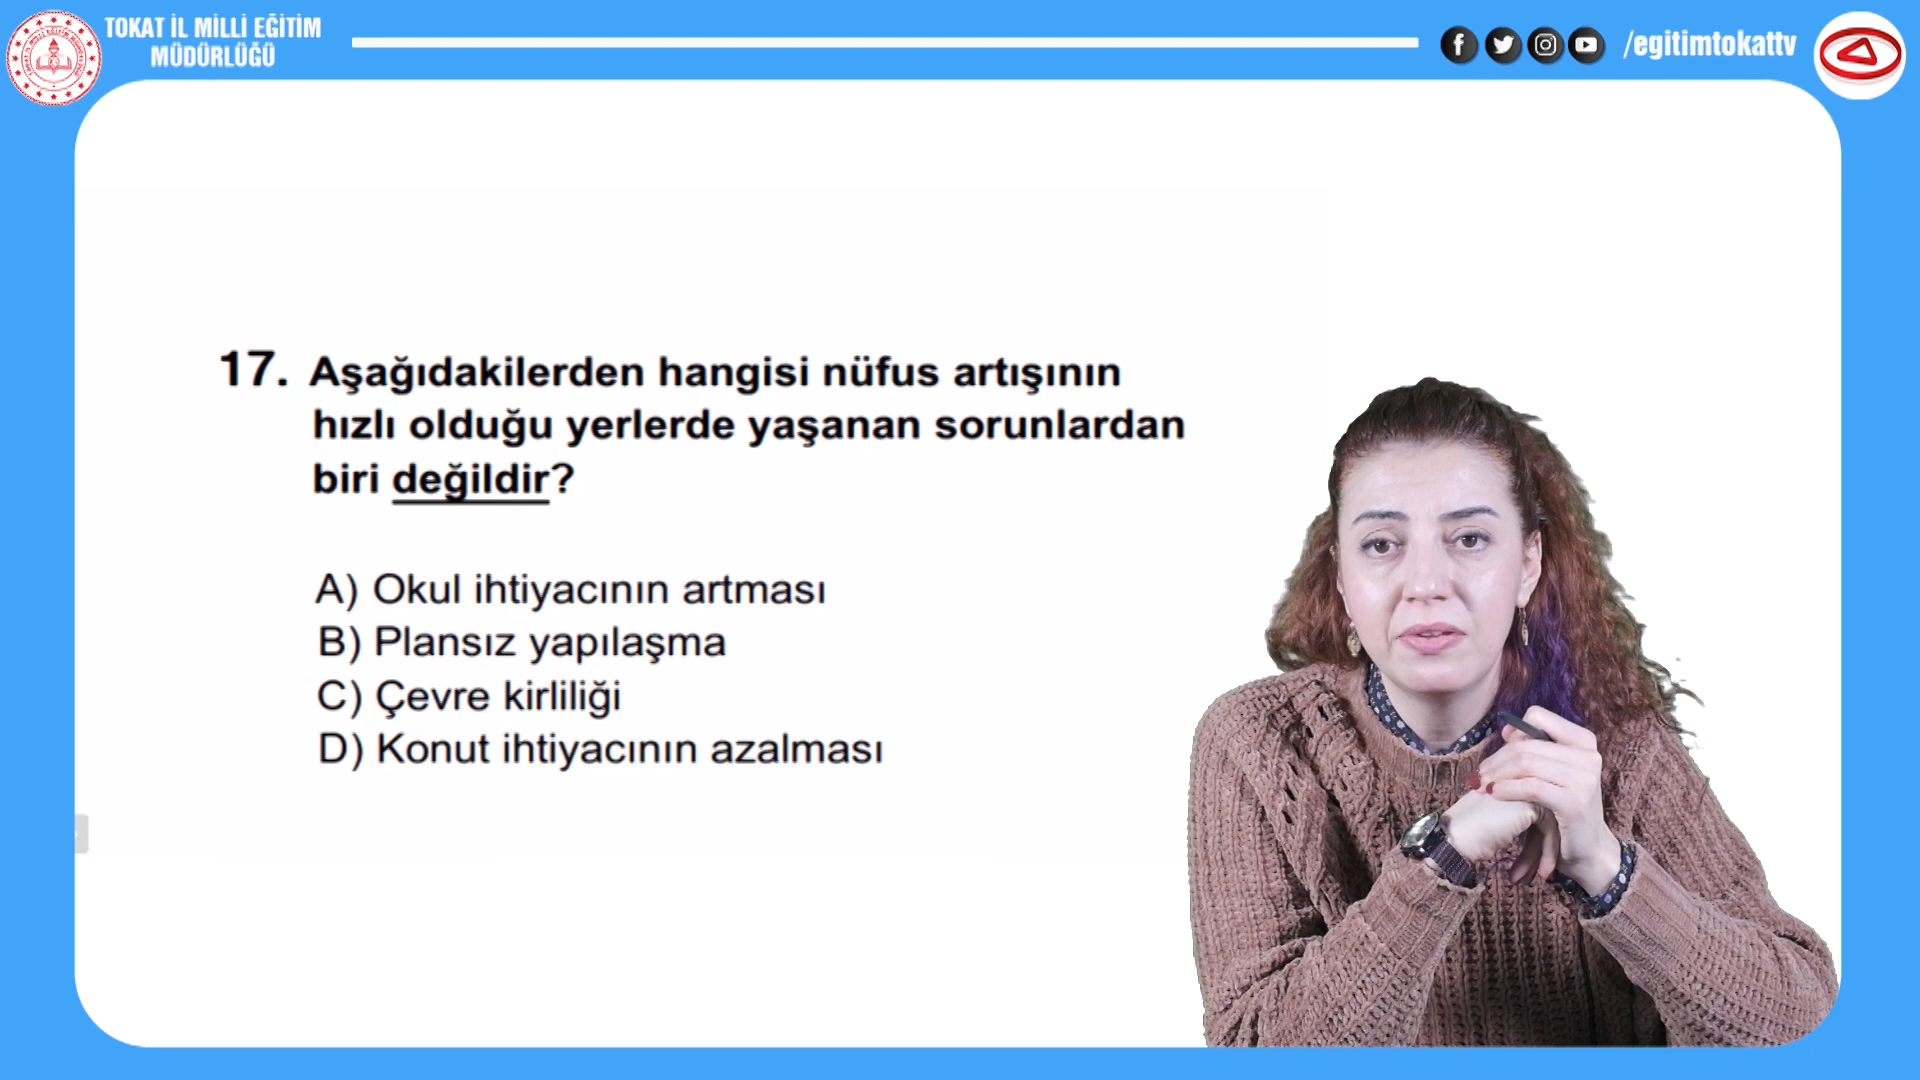 TOKAT İL MİLLİ EĞİTİM
MÜDÜRLÜĞÜ
/egitimtokattv
17. Aşağıdakilerden hangisi nüfus artışının
hızlı olduğu yerlerde yaşanan sorunlardan
biri değildir?
A) Okul ihtiyacının artması
B) Plansız yapılaşma
C) Çevre kirliliği
D) Konut ihtiyacının azalması